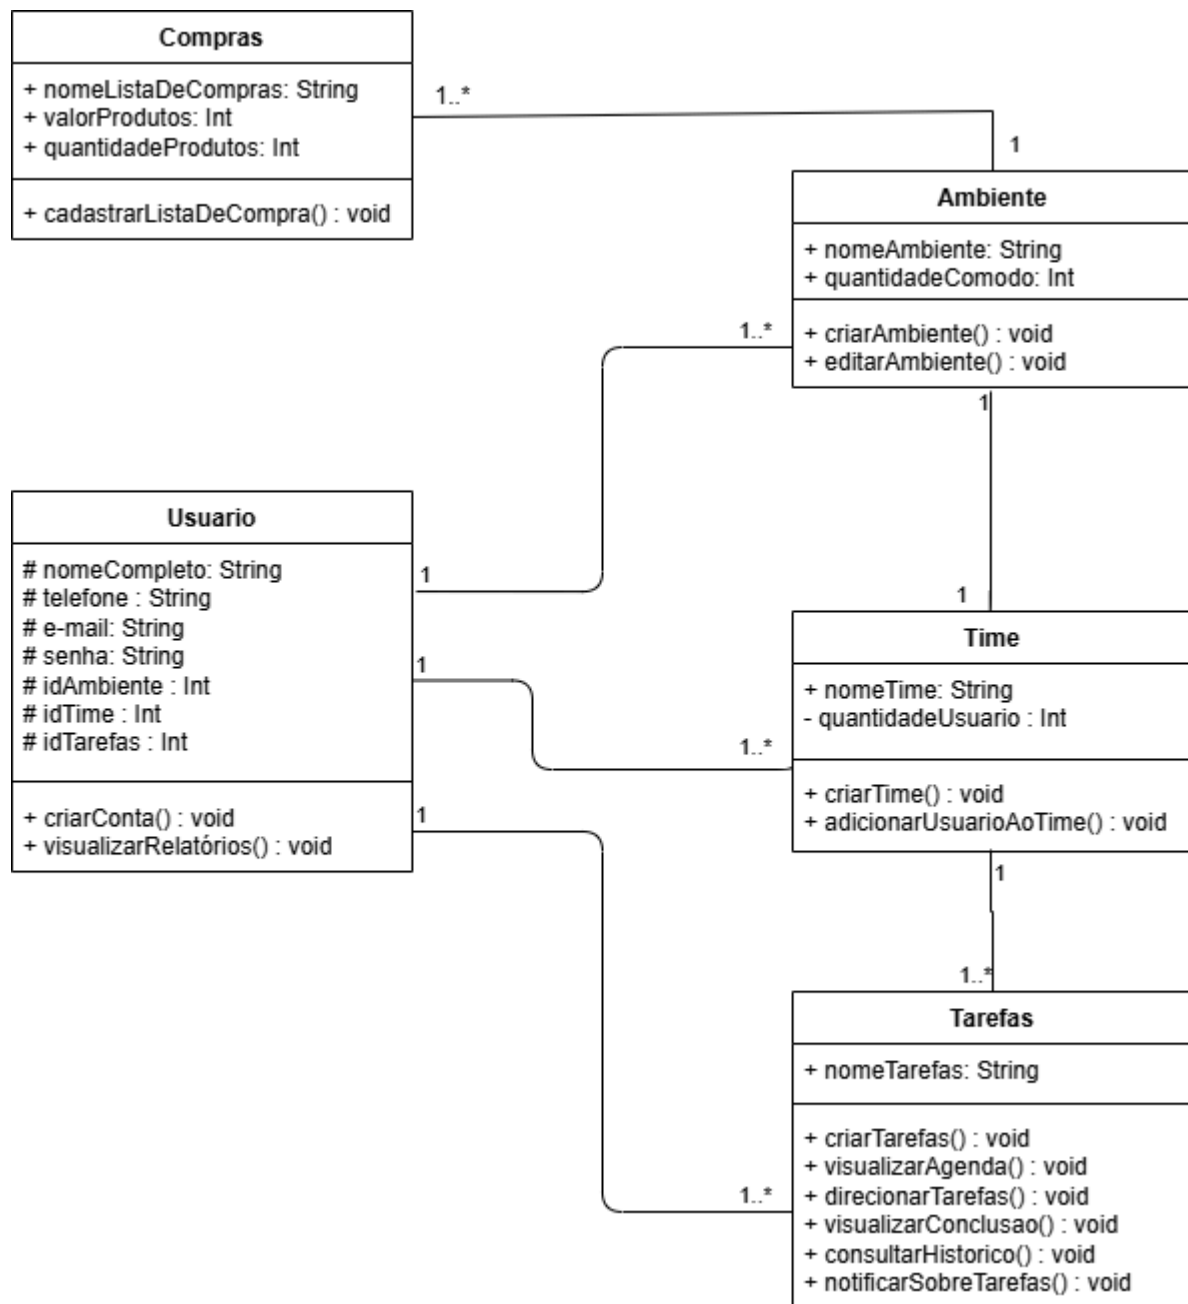 Compras
+ nomeListaDeCompras: String
+ valorProdutos: Int
+ quantidadeProdutos: Int
+ cadastrarListaDeCompra() : void
1..*
1
Ambiente
+ nomeAmbiente: String
+ quantidadeComodo: Int
+ criarAmbiente() : void
+ editarAmbiente() : void
1..*
1
1
Usuario
# nomeCompleto: String
# telefone : String
# e-mail: String
# senha: String
# idAmbiente : Int
# idTime : Int
# idTarefas : Int
+ criarConta() : void
+ visualizarRelatórios() : void
1
1
1
Time
+ nomeTime: String
- quantidadeUsuario : Int
+ criarTime() : void
+ adicionarUsuarioAoTime() : void
1..*
1
1..*
Tarefas
+ nomeTarefas: String
+ criarTarefas() : void
+ visualizarAgenda() : void
+ direcionarTarefas() : void
+ visualizarConclusao() : void
+ consultarHistorico() : void
+ notificarSobreTarefas() : void
1..*